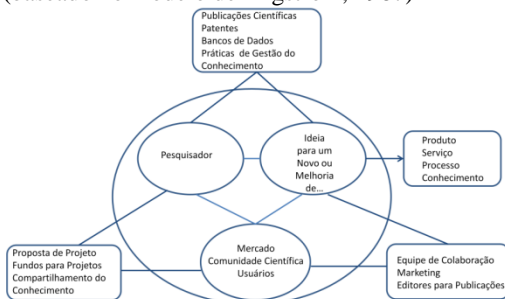 Publicações Científicas
Patentes
Bancos de Dados
Práticas de Gestão do
Conhecimento
Pesquisador
Ideia
para um
Novo ou
Melhoria
de...
Produto
Serviço
Processo
Conhecimento
Mercado
Comunidade Científica
Usuários
Proposta de Projeto
Fundos para Projetos
Compartilhamento do
Conhecimento
Equipe de Colaboração
Marketing
Editores para Publicações